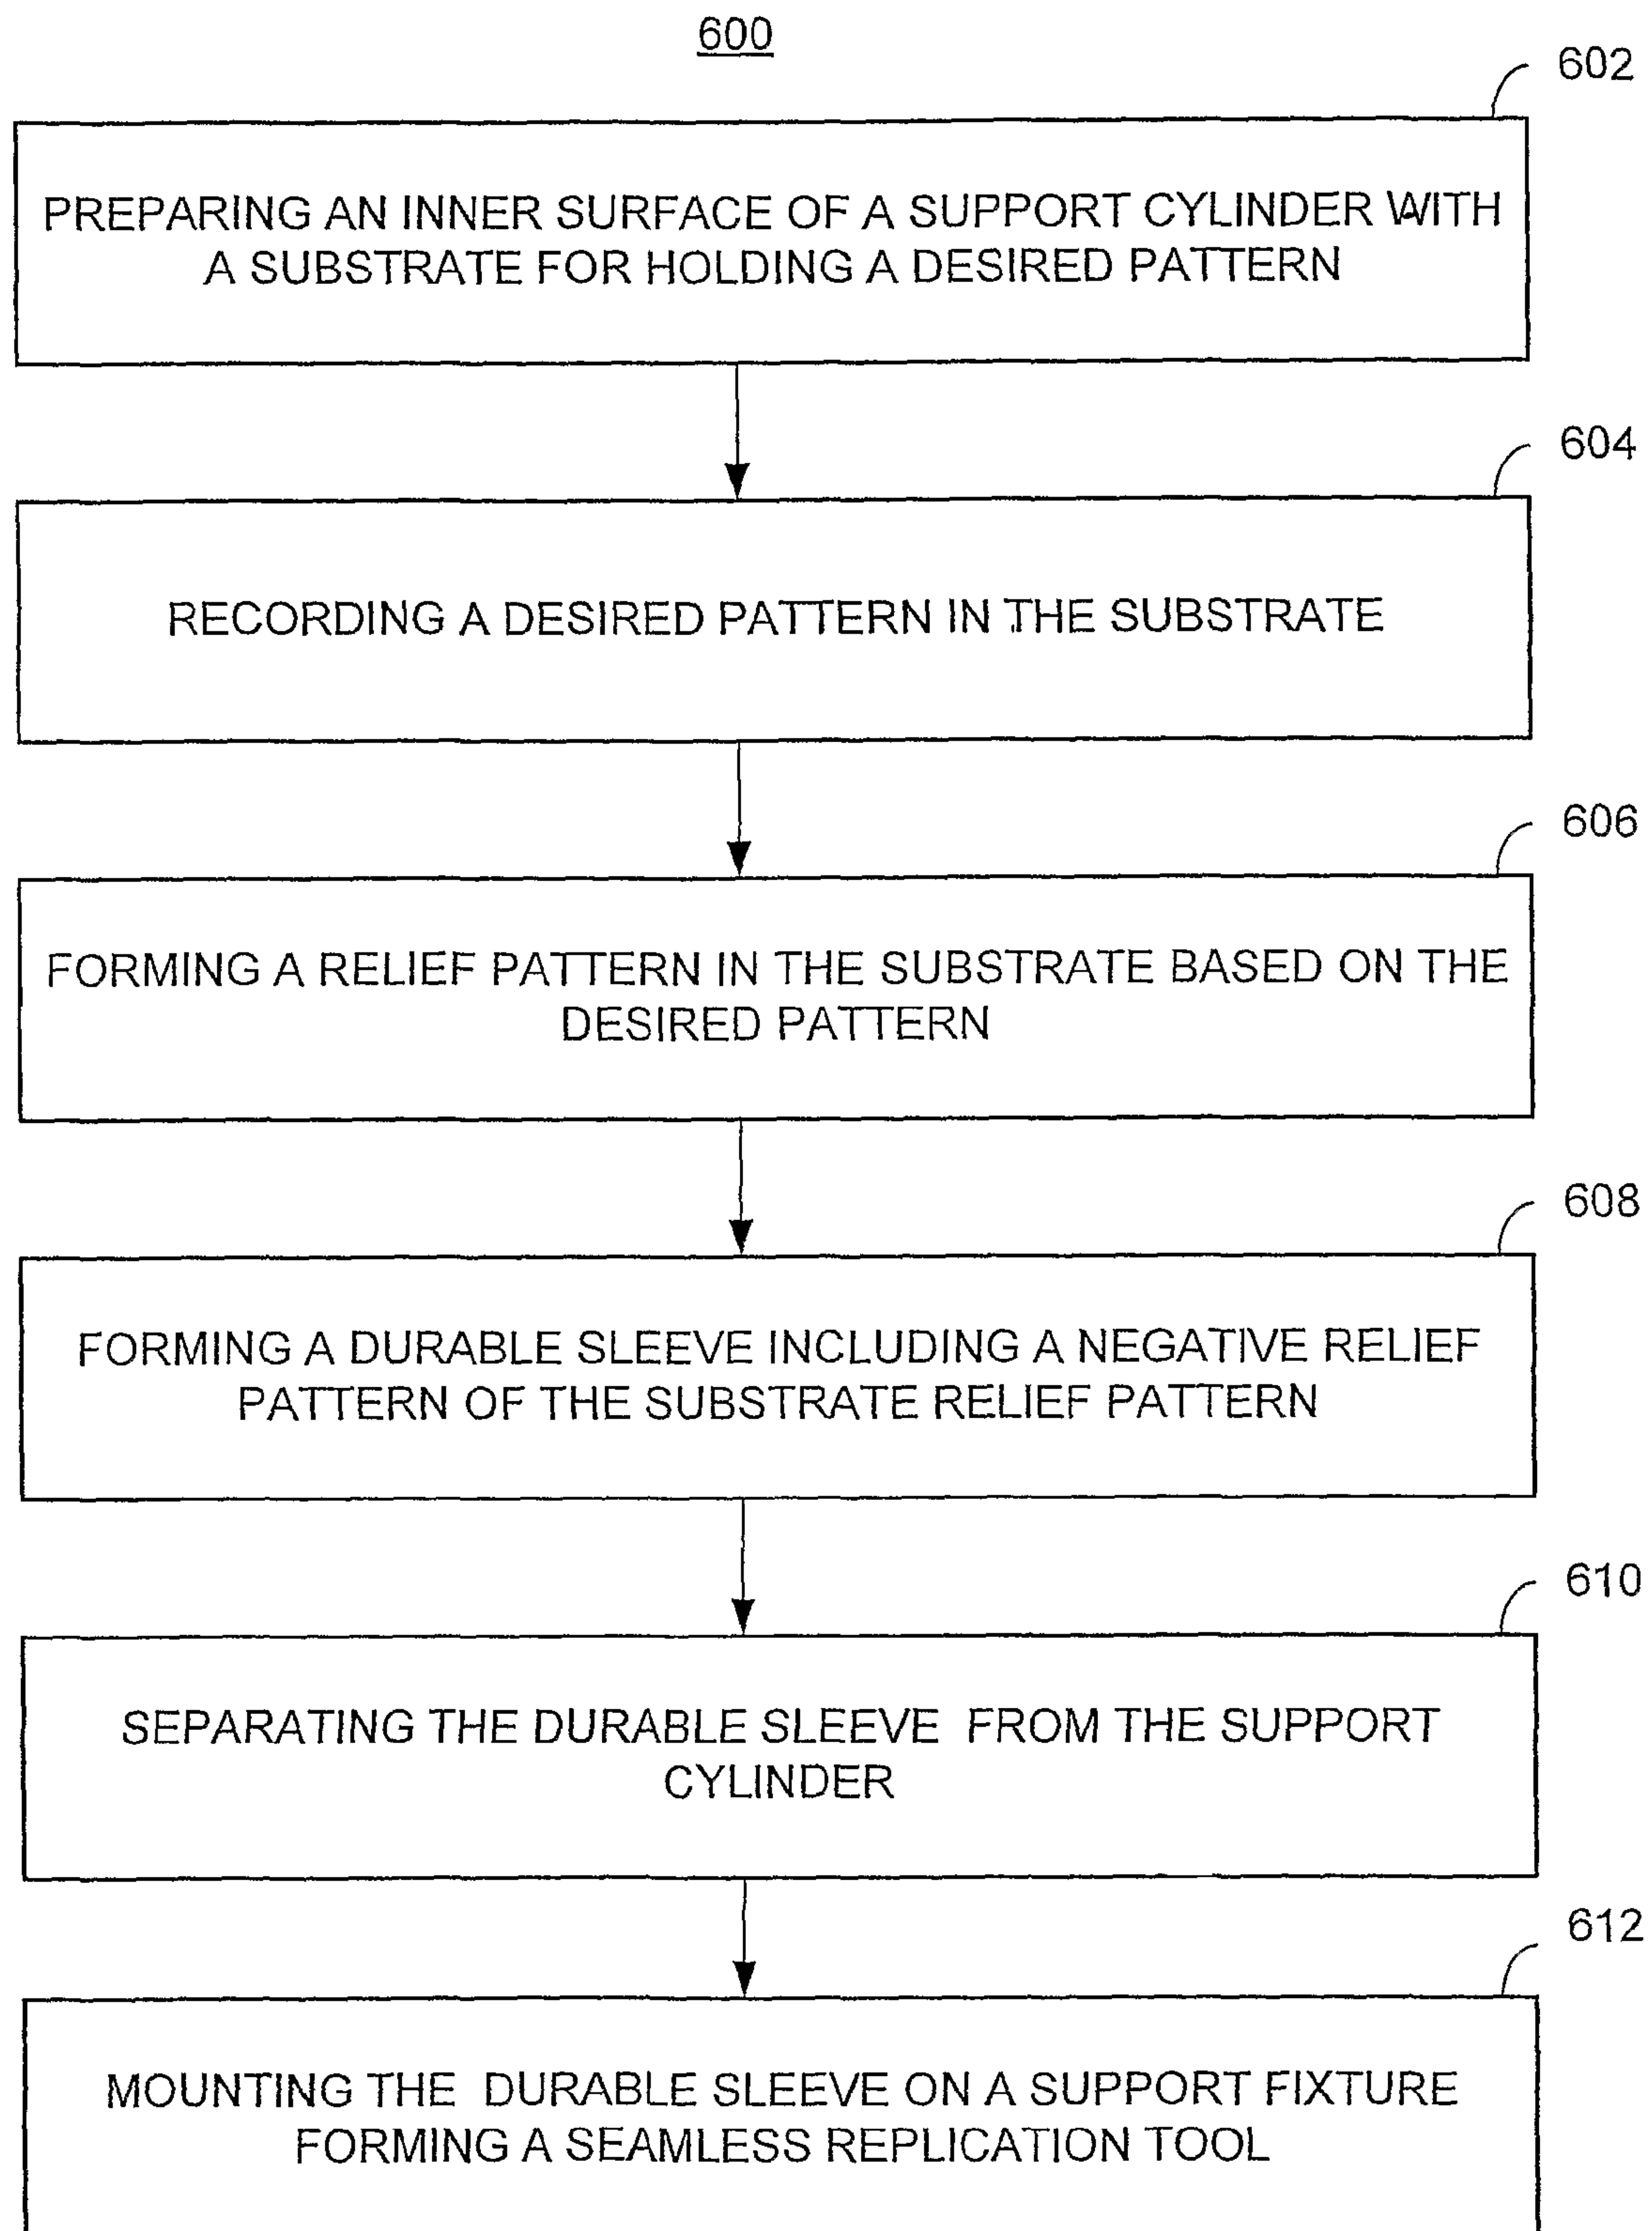 600
602
PREPARING AN INNER SURFACE OF A SUPPORT CYLINDER WITH
A SUBSTRATE FOR HOLDING A DESIRED PATTERN
604
RECORDING A DESIRED PATTERN IN THE SUBSTRATE
606
FORMING A RELIEF PATTERN IN THE SUBSTRATE BASED ON THE
DESIRED PATTERN
608
FORMING A DURABLE SLEEVE INCLUDING A NEGATIVE RELIEF
PATTERN OF THE SUBSTRATE RELIEF PATTERN
610
SEPARATING THE DURABLE SLEEVE FROM THE SUPPORT
CYLINDER
612
MOUNTING THE DURABLE SLEEVE ON A SUPPORT FIXTURE
FORMING A SEAMLESS REPLICATION TOOL